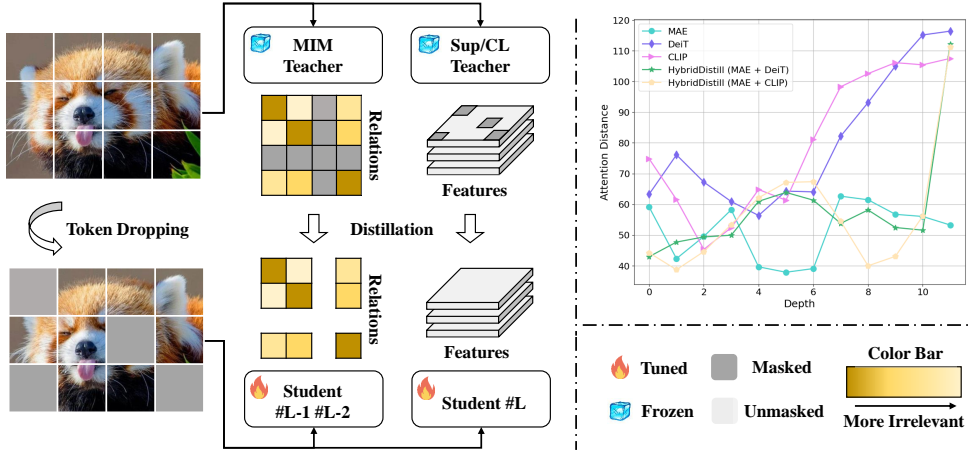 MIM
Teacher
Sup/CL
Teacher
Relations
Features
Token Dropping
Distillation
Relations
Features
Student
#L-1 #L-2
Student #L
MAE
DeiT
CLIP
HybridDistill (MAE + DeiT)
HybridDistill (MAE + CLIP)
Attention Distance
120
110
100
90
80
70
60
50
40
0
2
4
6
8
10
Depth
Tuned
Masked
Color Bar
Frozen
Unmasked
More Irrelevant